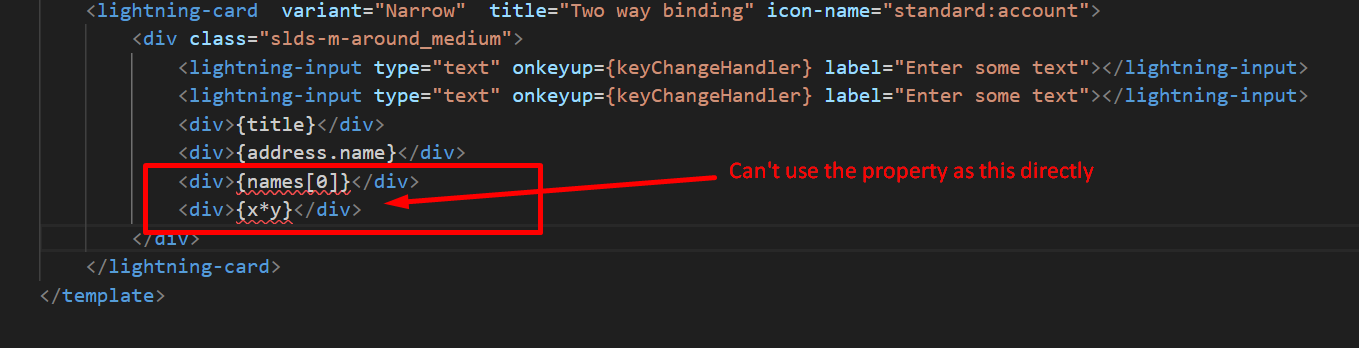 <lightning-card  variant="Narrow"  title="Two way binding" icon-name="standard:account">
<div class="slds-m-around_medium">
<lightning-input type="text" onkeyup={keyChangeHandler} label="Enter some text"></lightning-input>
<lightning-input type="text" onkeyup={keyChangeHandler} label="Enter some text"></lightning-input>
<div>{title}</div>
<div>{address.name}</div>
<div>{names[0]}</div>
Can't use the property as this directly
<div>{x*y}</div>
</div>
</lightning-card>
</template>